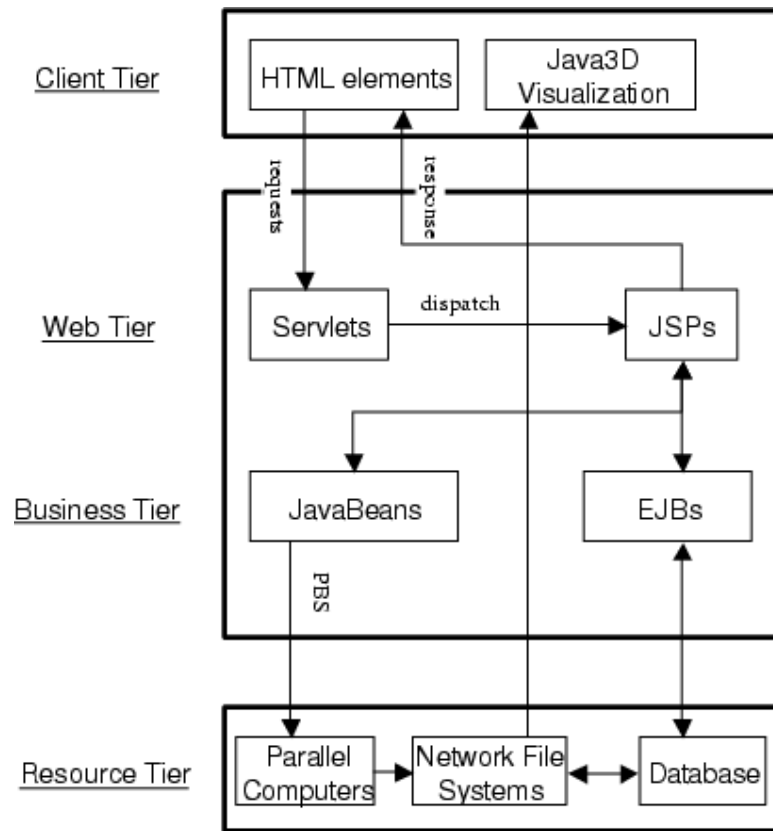 Client Tier
HTML elements
Java3D
Visualization
requests
response
Web Tier
Servlets
dispatch
JSPs
Business Tier
JavaBeans
EJBs
PBS
Resource Tier
Parallel
Computers
Network File
Systems
Database